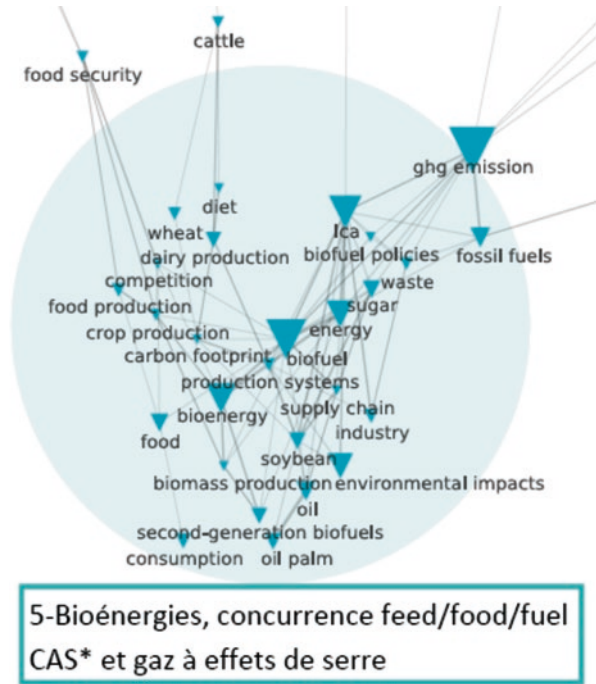 cattle
food security
ghg emission
diet
lca
wheat
biofuel policies
fossil fuels
dairy production
waste
competition
sugar
food production
energy
crop production
carbon footprint
biofuel
production systems
bioenergy
supply chain
food
industry
soybean
biomass production
environmental impacts
oil
second-generation biofuels
consumption
oil palm
5-Bioénergies, concurrence feed/food/fuel
CAS* et gaz à effets de serre